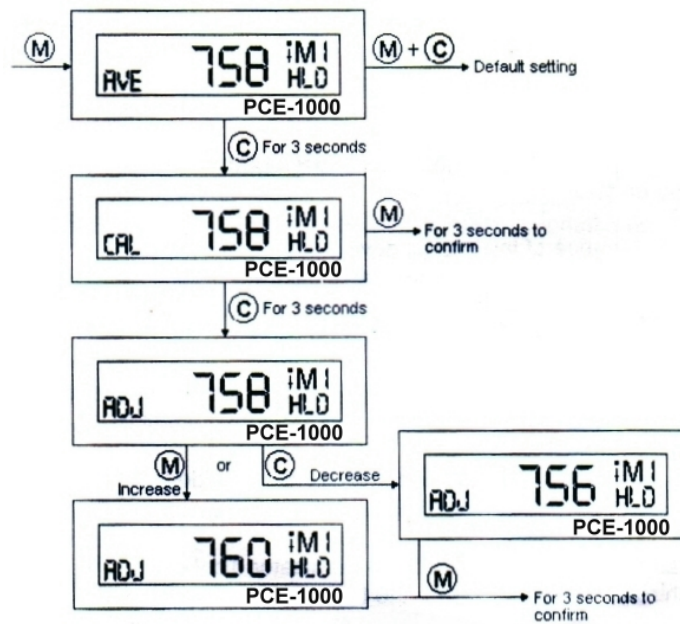 M
AVE 758 iM1
HLD
PCE-1000
M + C
Default setting
C For 3 seconds
CAL 758 iM1
HLD
PCE-1000
M
For 3 seconds to
confirm
C For 3 seconds
ADJ 758 iM1
HLD
PCE-1000
M or C
Increase
Decrease
ADJ 756 iM1
HLD
PCE-1000
ADJ 760 iM1
HLD
PCE-1000
M
For 3 seconds to
confirm